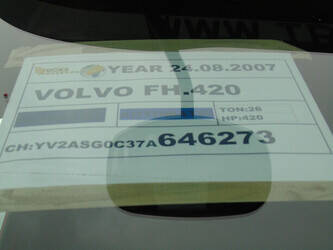 YEAR 24.08.2007
VOLVO FH.420
TON:26
HP:420
CH:YV2ASG0C37A646273